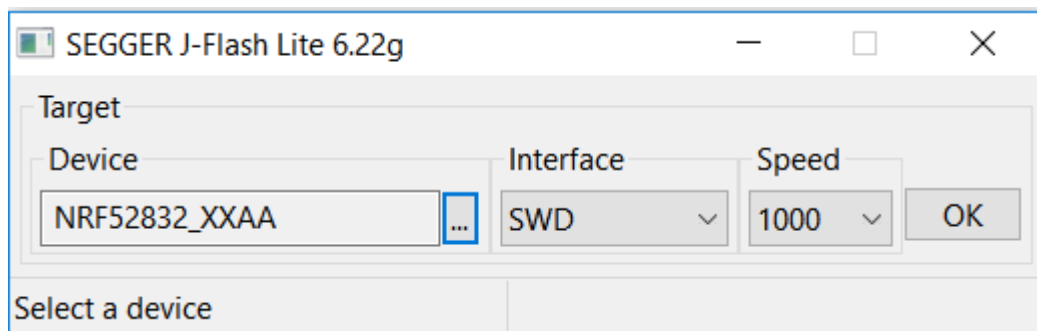 SEGGER J-Flash Lite 6.22g
Target
Device Interface Speed
NRF52832_XXAA ... SWD 1000 OK
Select a device